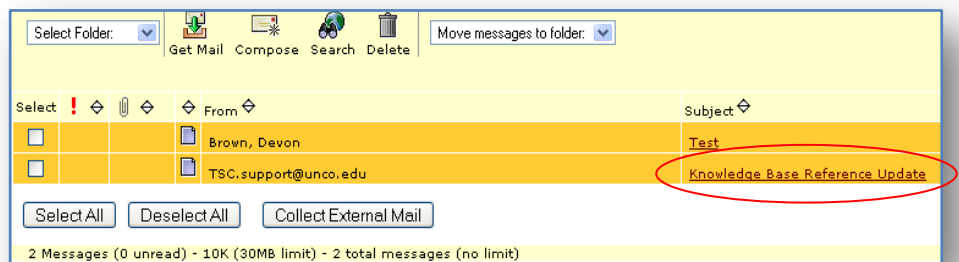 Select Folder: Move messages to folder:
Get Mail Compose Search Delete
Select ! From Subject
Brown, Devon Test
TSC.support@unco.edu Knowledge Base Reference Update
Select All Deselect All Collect External Mail
2 Messages (0 unread) - 10K (30MB limit) - 2 total messages (no limit)